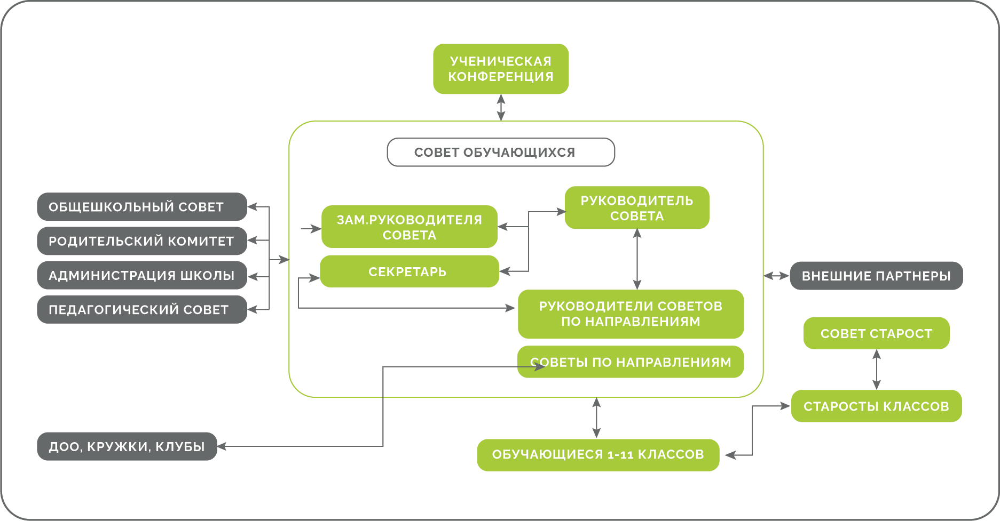 УЧЕНИЧЕСКАЯ
КОНФЕРЕНЦИЯ
СОВЕТ ОБУЧАЮЩИХСЯ
ОБЩЕШКОЛЬНЫЙ СОВЕТ
РОДИТЕЛЬСКИЙ КОМИТЕТ
АДМИНИСТРАЦИЯ ШКОЛЫ
ПЕДАГОГИЧЕСКИЙ СОВЕТ
ЗАМ.РУКОВОДИТЕЛЯ
СОВЕТА
СЕКРЕТАРЬ
РУКОВОДИТЕЛЬ
СОВЕТА
РУКОВОДИТЕЛИ СОВЕТОВ
ПО НАПРАВЛЕНИЯМ
СОВЕТЫ ПО НАПРАВЛЕНИЯМ
ВНЕШНИЕ ПАРТНЕРЫ
СОВЕТ СТАРОСТ
СТАРОСТЫ КЛАССОВ
ДОО, КРУЖКИ, КЛУБЫ
ОБУЧАЮЩИЕСЯ 1-11 КЛАССОВ